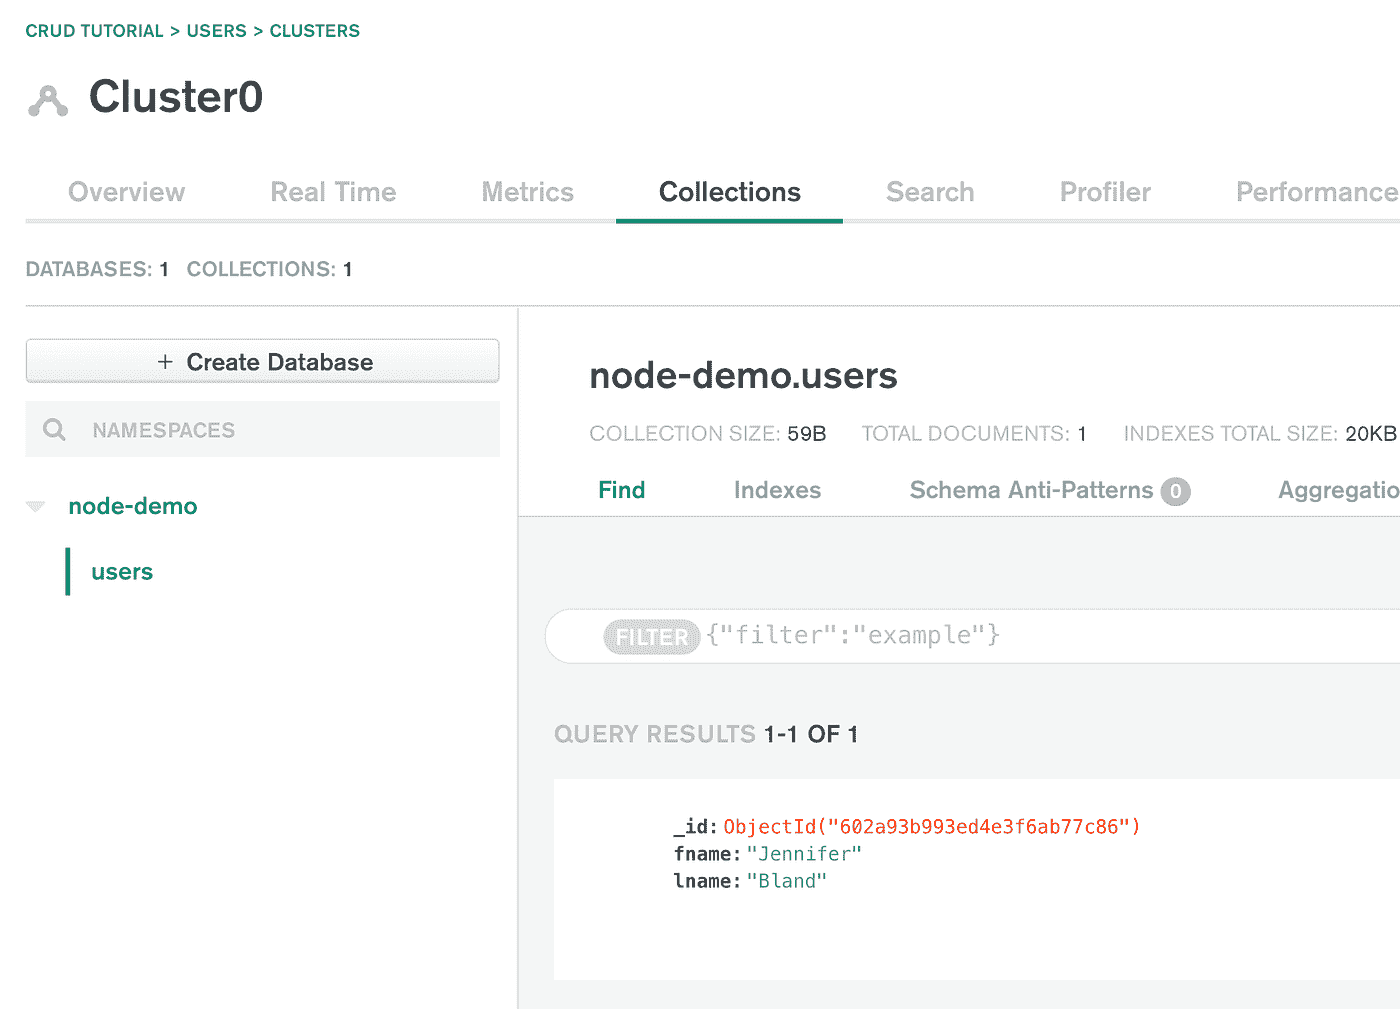 CRUD TUTORIAL > USERS > CLUSTERS
Cluster0
Overview Real Time Metrics Collections Search Profiler Performance
DATABASES: 1 COLLECTIONS: 1
+ Create Database
NAMESPACES
node-demo
users
node-demo.users
COLLECTION SIZE: 59B TOTAL DOCUMENTS: 1 INDEXES TOTAL SIZE: 20KB
Find Indexes Schema Anti-Patterns 0 Aggregatio
FILTER {"filter":"example"}
QUERY RESULTS 1-1 OF 1
_id: ObjectId("602a93b993ed4e3f6ab77c86")
fname: "Jennifer"
lname: "Bland"